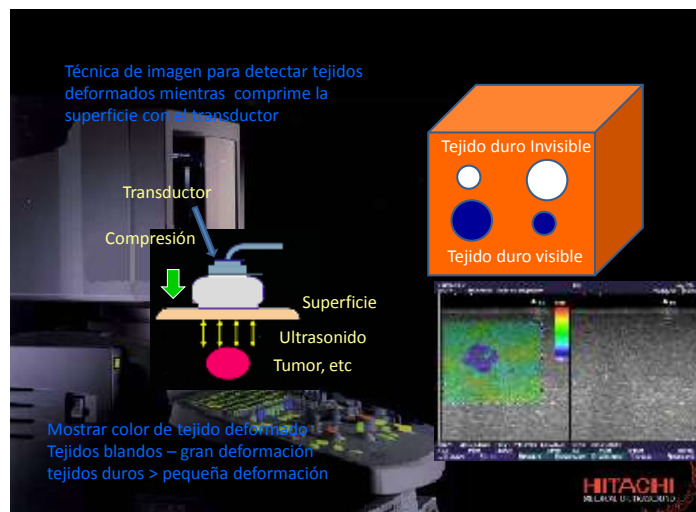 Técnica de imagen para detectar tejidos
deformados mientras comprime la
superficie con el transductor
Tejido duro Invisible
Tejido duro visible
Transductor
Compresión
Superficie
Ultrasonido
Tumor, etc
Mostrar color de tejido deformado
Tejidos blandos – gran deformación
tejidos duros > pequeña deformación
HITACHI
MEDICAL ULTRASOUND